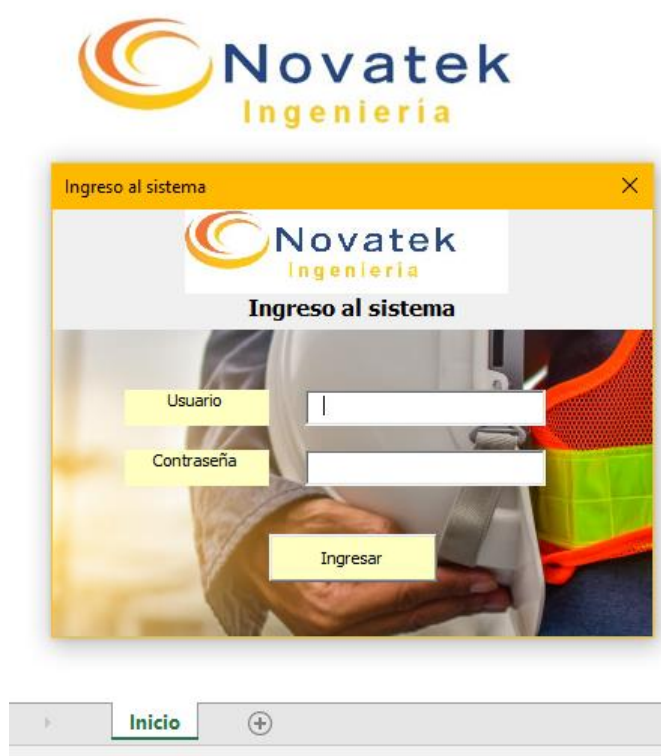 Novatek
Ingeniería
Ingreso al sistema
Novatek
Ingeniería
Ingreso al sistema
Usuario
Contraseña
Ingresar
Inicio